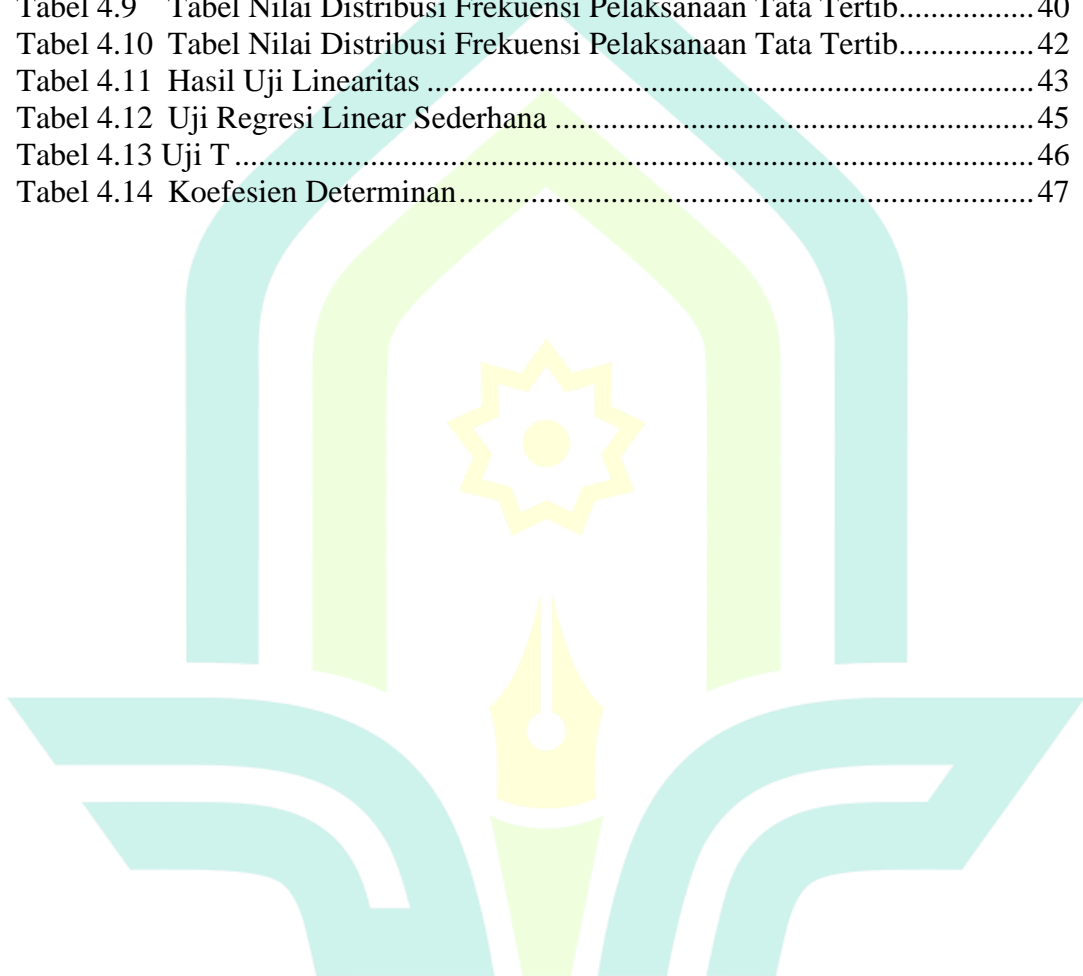 Tabel 4.9 Tabel Nilai Distribusi Frekuensi Pelaksanaan Tata Tertib................. 40
Tabel 4.10 Tabel Nilai Distribusi Frekuensi Pelaksanaan Tata Tertib................. 42
Tabel 4.11 Hasil Uji Linearitas ................................................................................ 43
Tabel 4.12 Uji Regresi Linear Sederhana ............................................................... 45
Tabel 4.13 Uji T ....................................................................................................... 46
Tabel 4.14 Koefesien Determinan............................................................................ 47